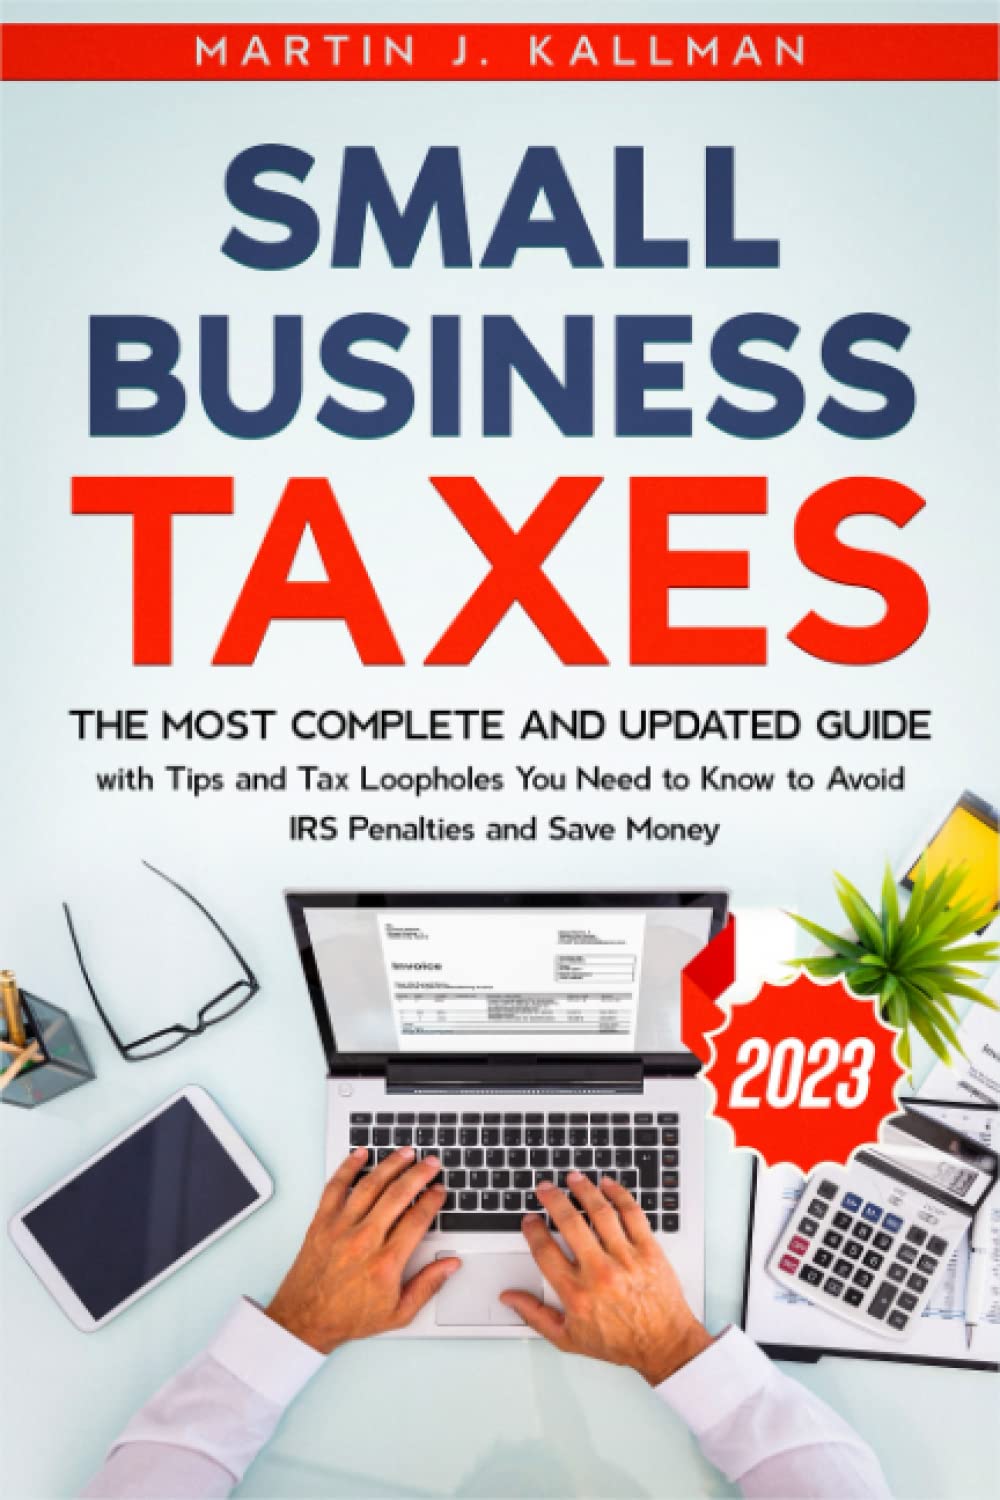 MARTIN J. KALLMAN
SMALL
BUSINESS
TAXES
THE MOST COMPLETE AND UPDATED GUIDE
with Tips and Tax Loopholes You Need to Know to Avoid
IRS Penalties and Save Money
Invoice
2023